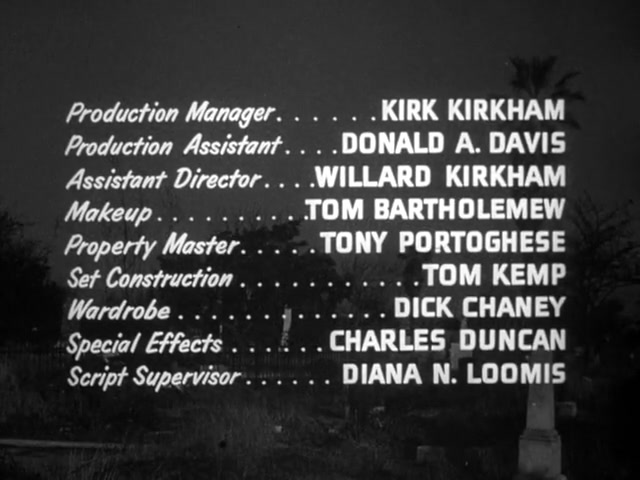 Production Manager. . . . . . KIRK KIRKHAM
Production Assistant. . . . DONALD A. DAVIS
Assistant Director. . . . WILLARD KIRKHAM
Makeup. . . . . . . . . . TOM BARTHOLEMEW
Property Master. . . . . TONY PORTOGHESE
Set Construction . . . . . . . . . . . . TOM KEMP
Wardrobe . . . . . . . . . . . . . . DICK CHANEY
Special Effects . . . . . . CHARLES DUNCAN
Script Supervisor. . . . . . DIANA N. LOOMIS